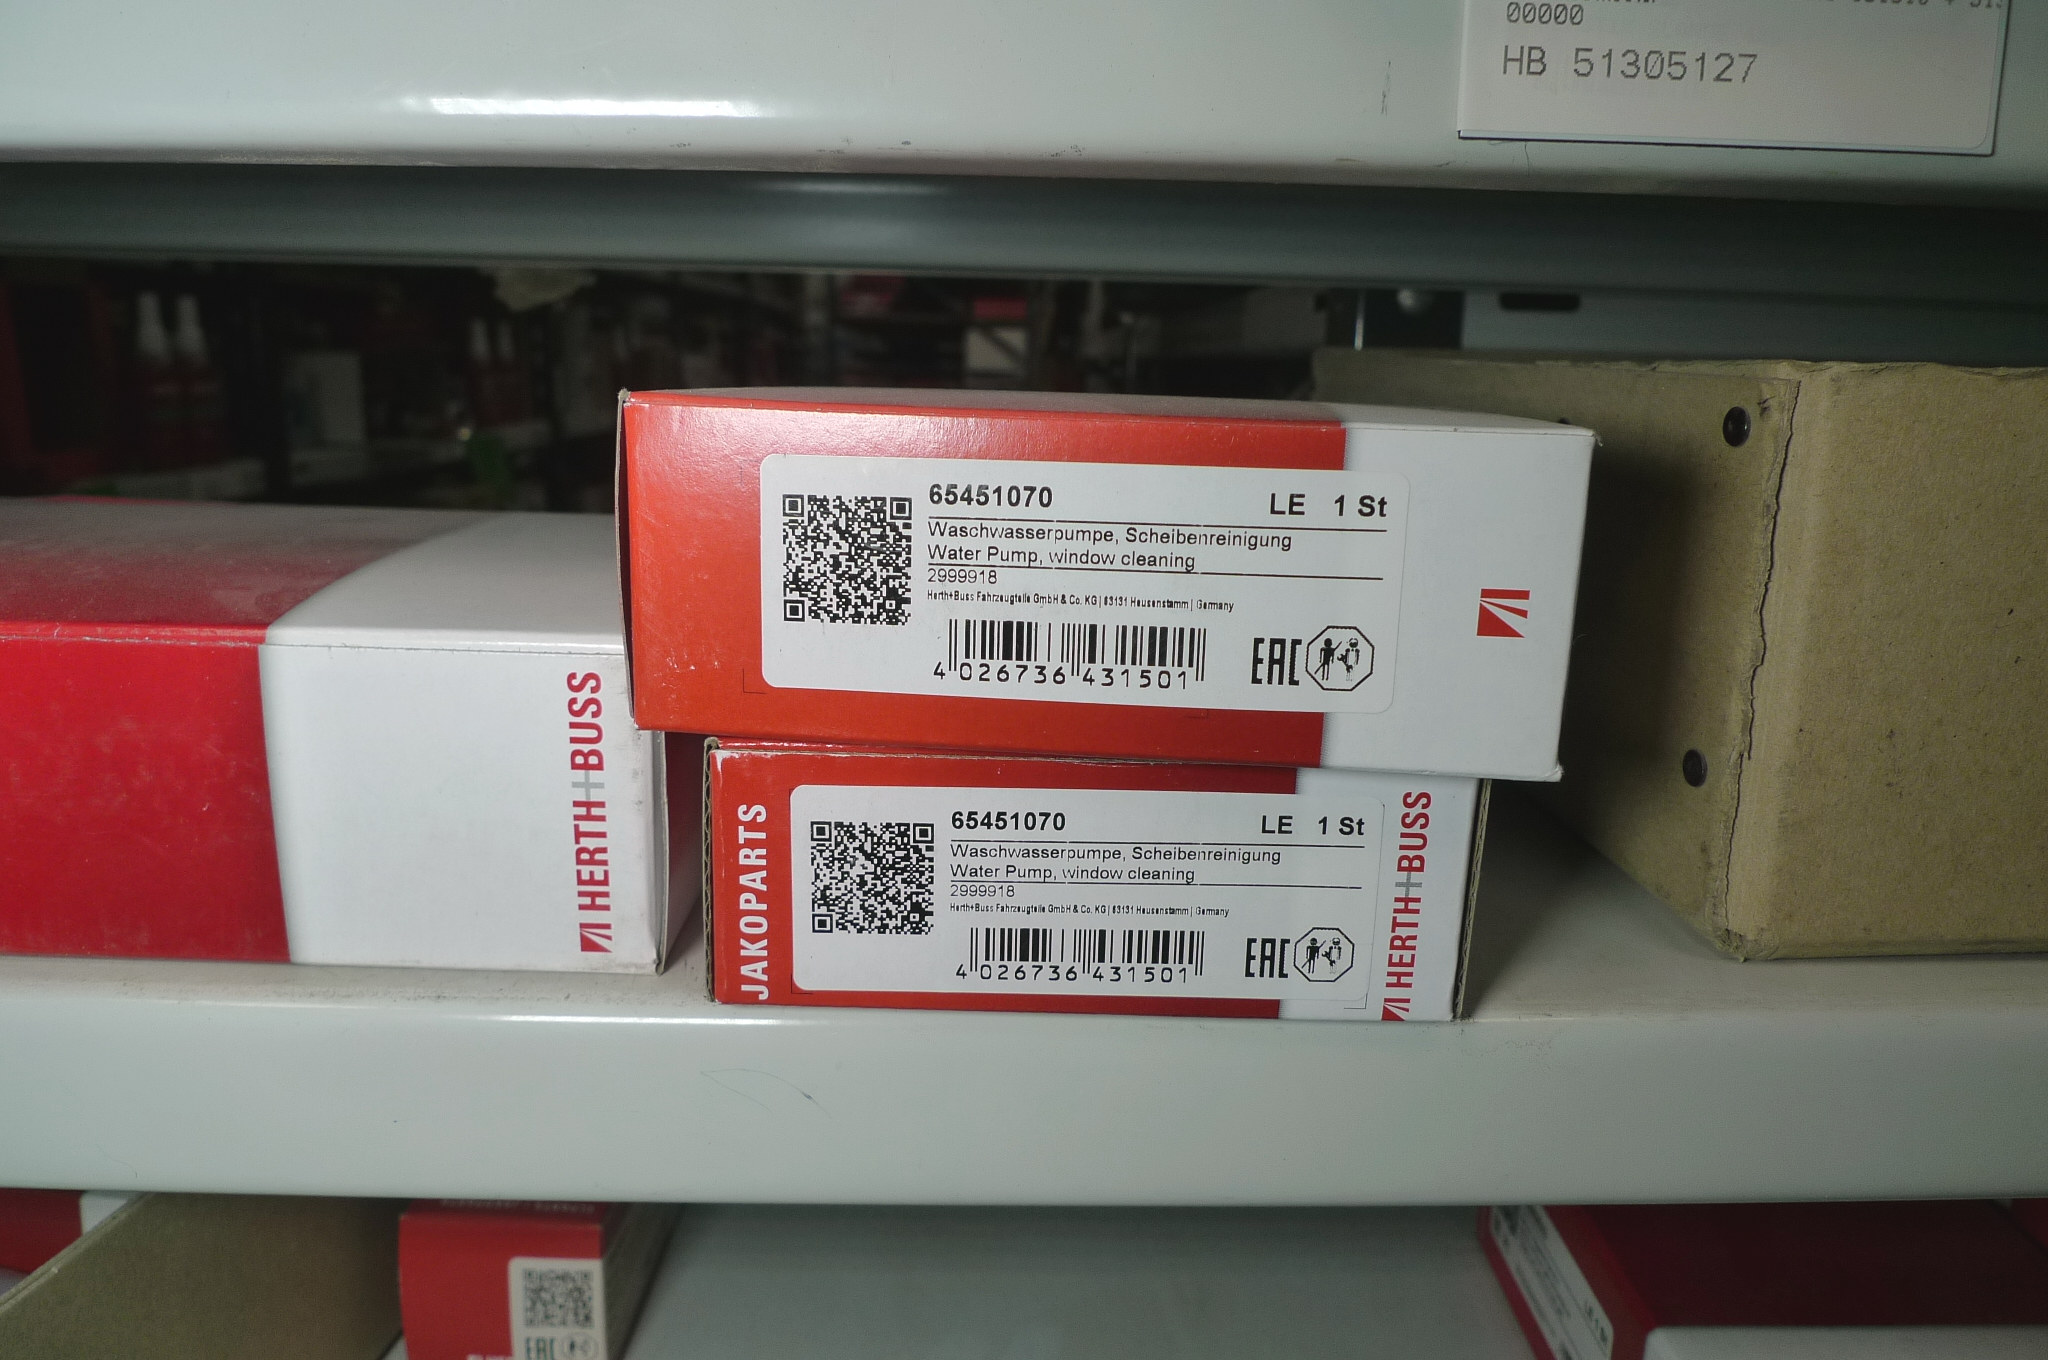 00000
HB 51305127
65451070 LE 1 St
Waschwasserpumpe, Scheibenreinigung
Water Pump, window cleaning
2999918
Herth+Buss Fahrzeugteile GmbH & Co. KG | 63131 Heusenstamm | Germany
4 026736 431501
EAC
HERTH+BUSS
JAKOPARTS
65451070 LE 1 St
Waschwasserpumpe, Scheibenreinigung
Water Pump, window cleaning
2999918
Herth+Buss Fahrzeugteile GmbH & Co. KG | 63131 Heusenstamm | Germany
4 026736 431501
EAC
HERTH+BUSS
EAC